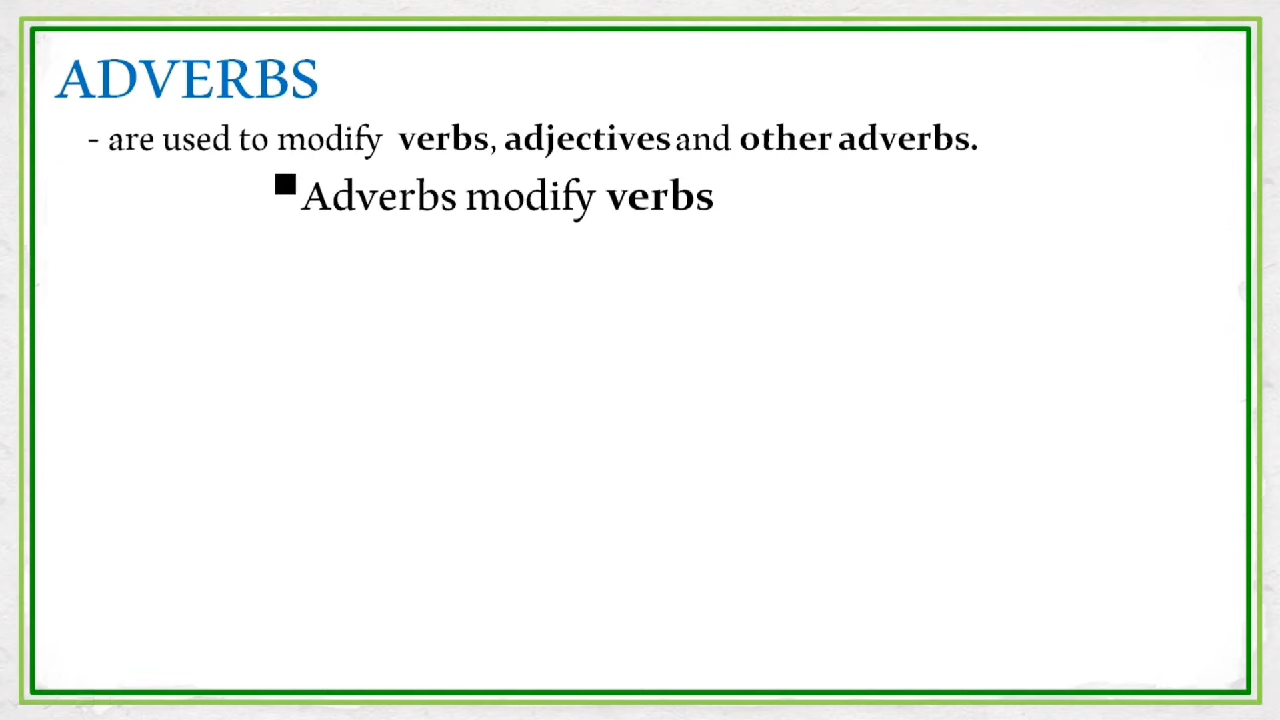 ADVERBS
- are used to modify verbs, adjectives and other adverbs.
▪Adverbs modify verbs